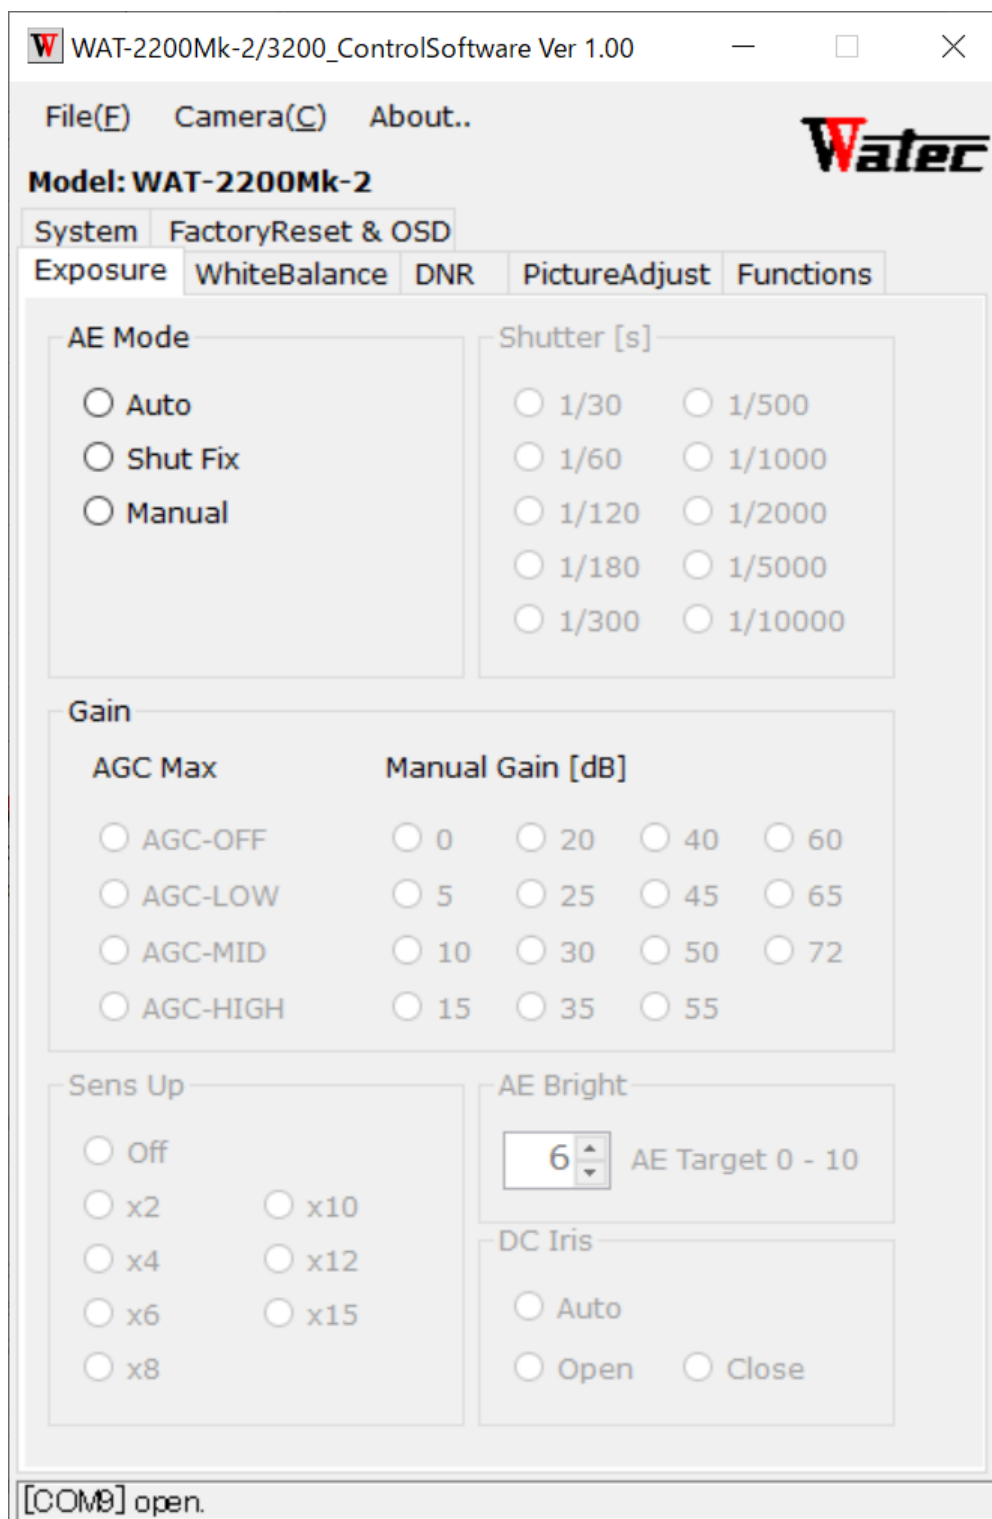 W WAT-2200Mk-2/3200_ControlSoftware Ver 1.00
File(F) Camera(C) About..
Watec
Model: WAT-2200Mk-2
System FactoryReset & OSD
Exposure WhiteBalance DNR PictureAdjust Functions
AE Mode Shutter [s]
Auto 1/30 1/500
Shut Fix 1/60 1/1000
Manual 1/120 1/2000
1/180 1/5000
1/300 1/10000
Gain
AGC Max Manual Gain [dB]
AGC-OFF 0 20 40 60
AGC-LOW 5 25 45 65
AGC-MID 10 30 50 72
AGC-HIGH 15 35 55
Sens Up AE Bright
Off 6 AE Target 0 - 10
x2 x10
DC Iris
x4 x12
x6 x15 Auto
x8 Open Close
[COM9] open.